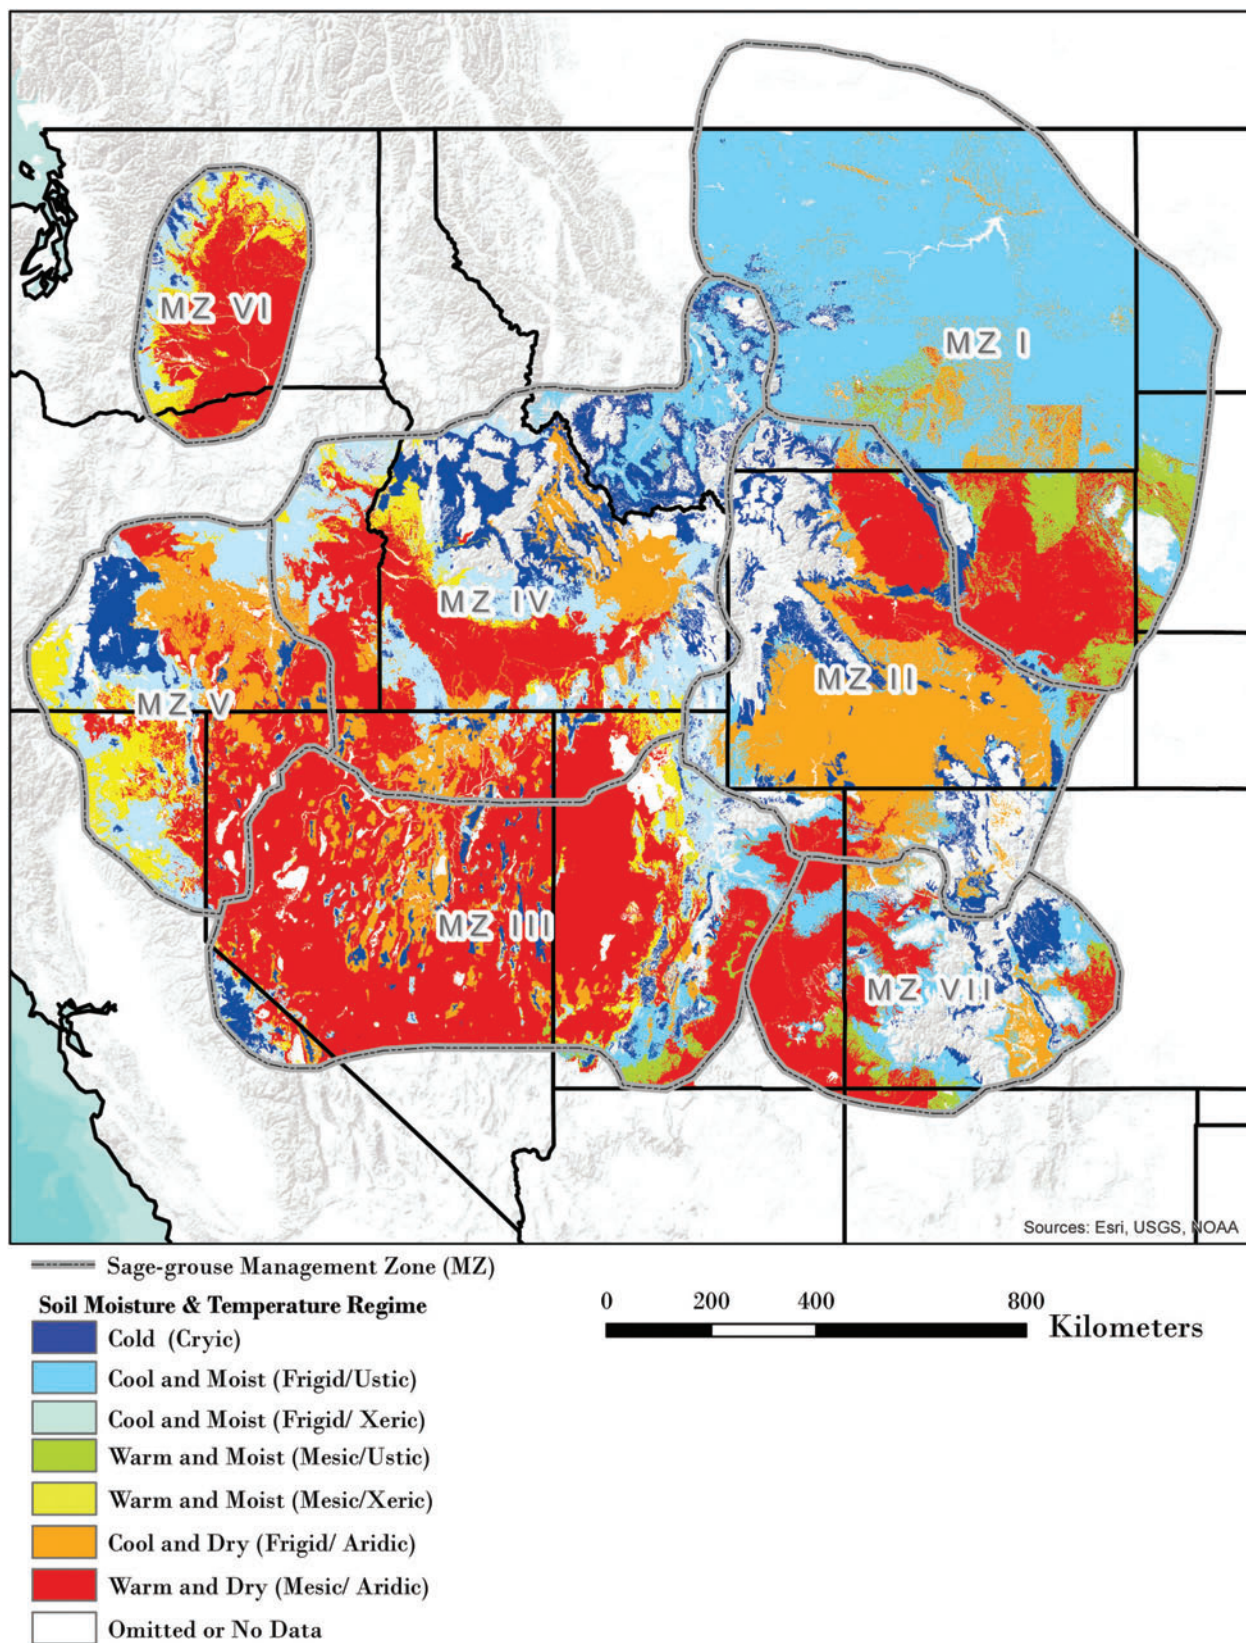 MZ VI
MZ I
MZ IV
MZ II
MZ V
MZ III
MZ VII
Sources: Esri, USGS, NOAA
Sage-grouse Management Zone (MZ)
Soil Moisture & Temperature Regime
Cold (Cryic)
Cool and Moist (Frigid/Ustic)
Cool and Moist (Frigid/ Xeric)
Warm and Moist (Mesic/Ustic)
Warm and Moist (Mesic/Xeric)
Cool and Dry (Frigid/ Aridic)
Warm and Dry (Mesic/ Aridic)
Omitted or No Data
0 200 400 800
Kilometers